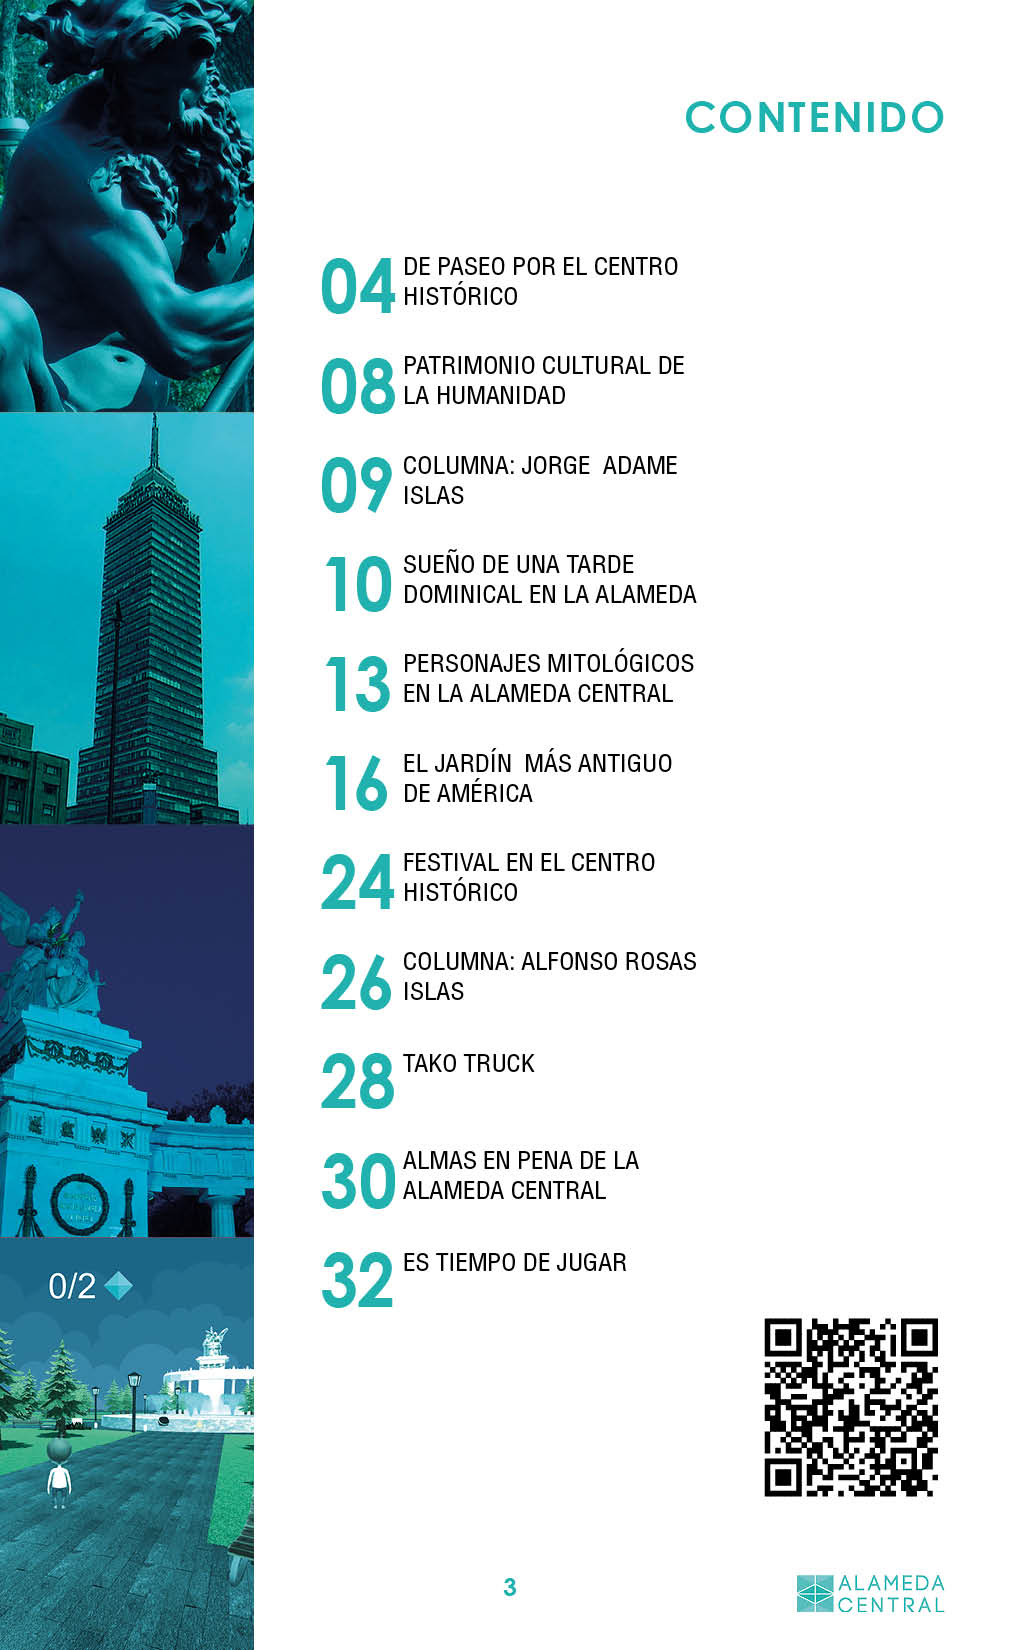 CONTENIDO
04
DE PASEO POR EL CENTRO
HISTÓRICO
08
PATRIMONIO CULTURAL DE
LA HUMANIDAD
09
COLUMNA: JORGE  ADAME
ISLAS
10
SUEÑO DE UNA TARDE
DOMINICAL EN LA ALAMEDA
13
PERSONAJES MITOLÓGICOS
EN LA ALAMEDA CENTRAL
16
EL JARDÍN  MÁS ANTIGUO
DE AMÉRICA
24
FESTIVAL EN EL CENTRO
HISTÓRICO
26
COLUMNA: ALFONSO ROSAS
ISLAS
28
TAKO TRUCK
30
ALMAS EN PENA DE LA
ALAMEDA CENTRAL
32
ES TIEMPO DE JUGAR
0/2
3
ALAMEDA
CENTRAL